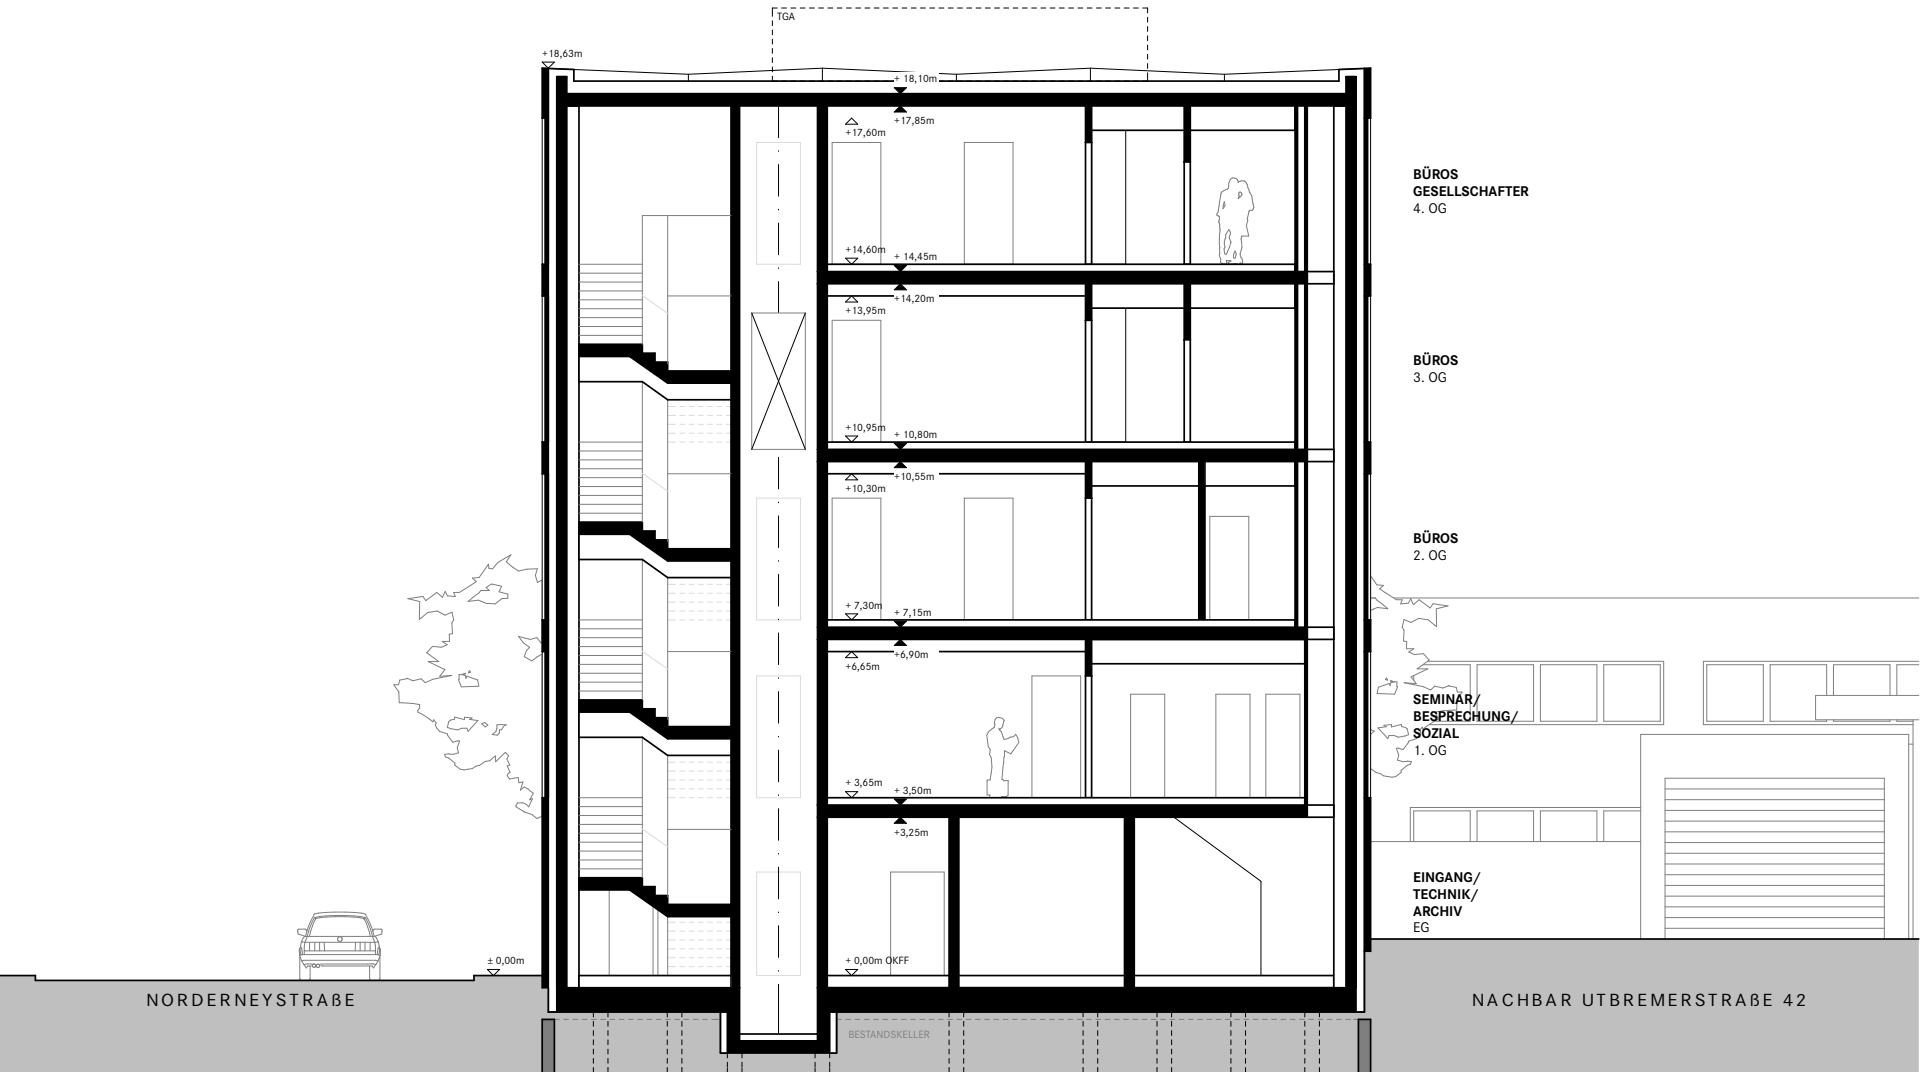 TGA
+18,63m
+ 18,10m
+17,85m
+17,60m
BÜROS
GESELLSCHAFTER
4. OG
+14,60m
+ 14,45m
+14,20m
+13,95m
BÜROS
3. OG
+10,95m
+ 10,80m
+10,55m
+10,30m
BÜROS
2. OG
+ 7,30m
+ 7,15m
+6,90m
+6,65m
SEMINAR/
BESPRECHUNG/
SOZIAL
1. OG
+ 3,65m
+ 3,50m
+3,25m
EINGANG/
TECHNIK/
ARCHIV
EG
± 0,00m
+ 0,00m OKFF
NORDERNEYSTRAßE
NACHBAR UTBREMERSTRAßE 42
BESTANDSKELLER